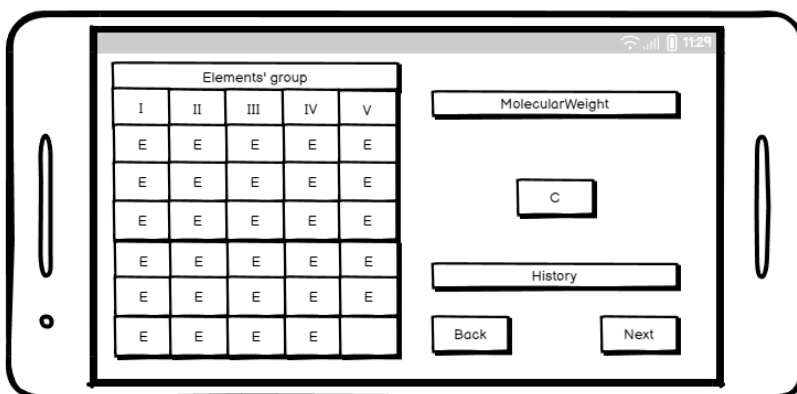 11:29
Elements' group
I II III IV V
E E E E E
E E E E E
E E E E E
E E E E E
E E E E E
E E E E
MolecularWeight
C
History
Back Next